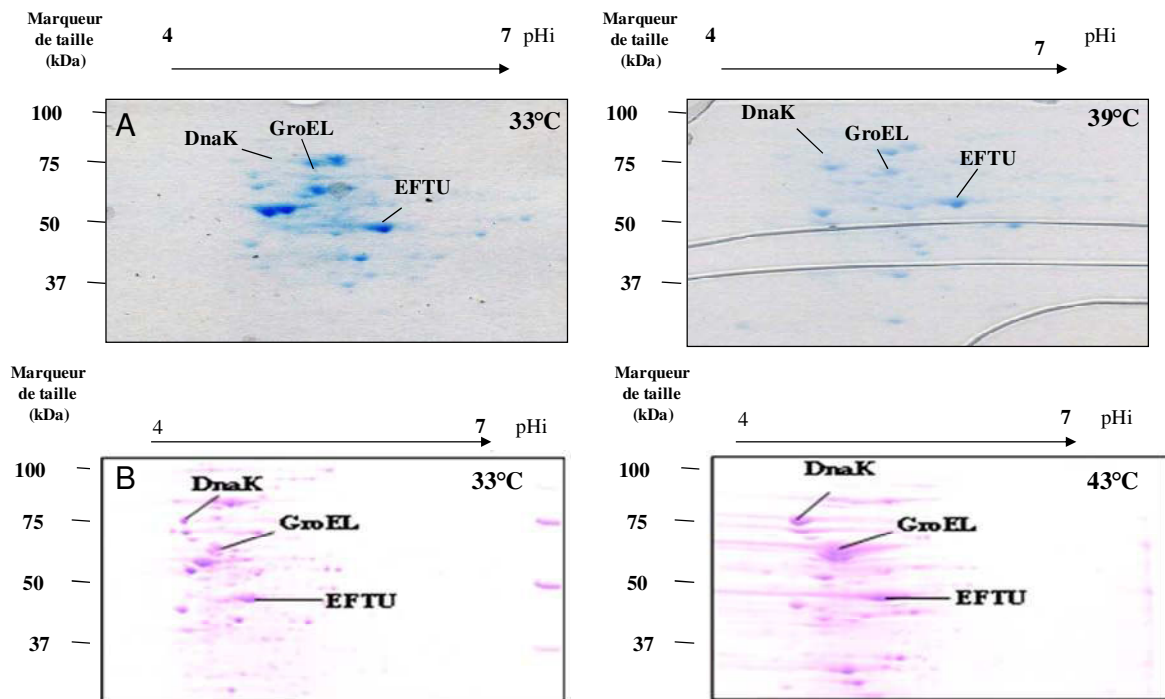 Marqueur
de taille
(kDa)
4 7 pHi
100
75
50
37
A
33°C
DnaK
GroEL
EFTU
Marqueur
de taille
(kDa)
4 7 pHi
100
75
50
37
39°C
DnaK
GroEL
EFTU
Marqueur
de taille
(kDa)
4 7 pHi
100
75
50
37
B
33°C
DnaK
GroEL
EFTU
Marqueur
de taille
(kDa)
4 7 pHi
100
75
50
37
43°C
DnaK
GroEL
EFTU